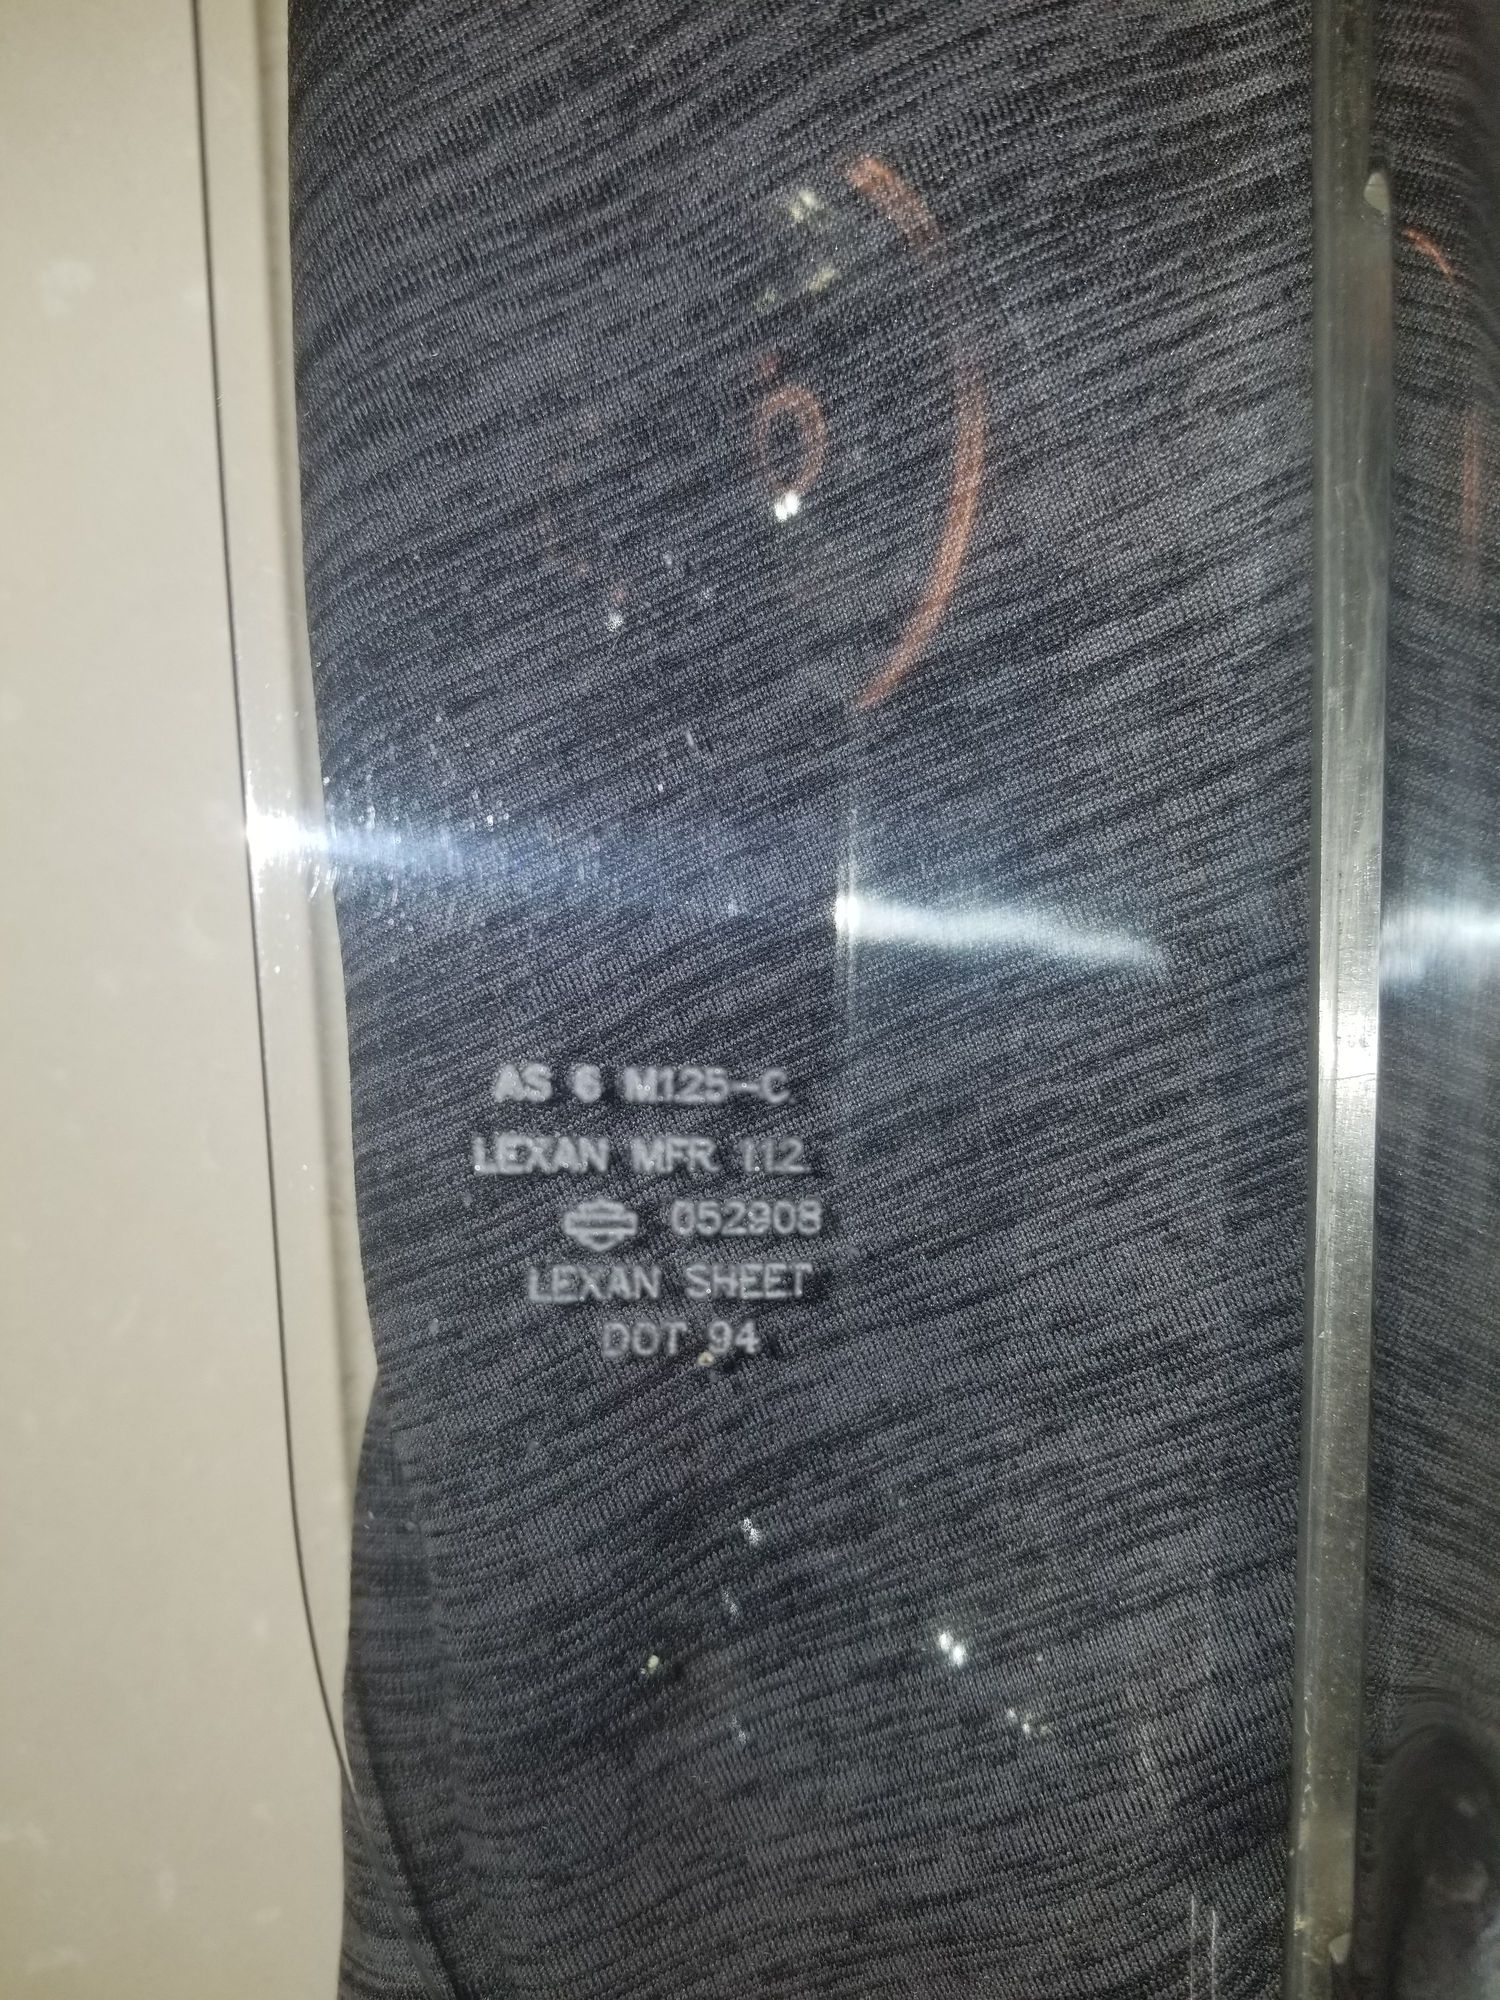 AS 6 M125-C
LEXAN MFR 112
052908
LEXAN SHEET
DOT 94